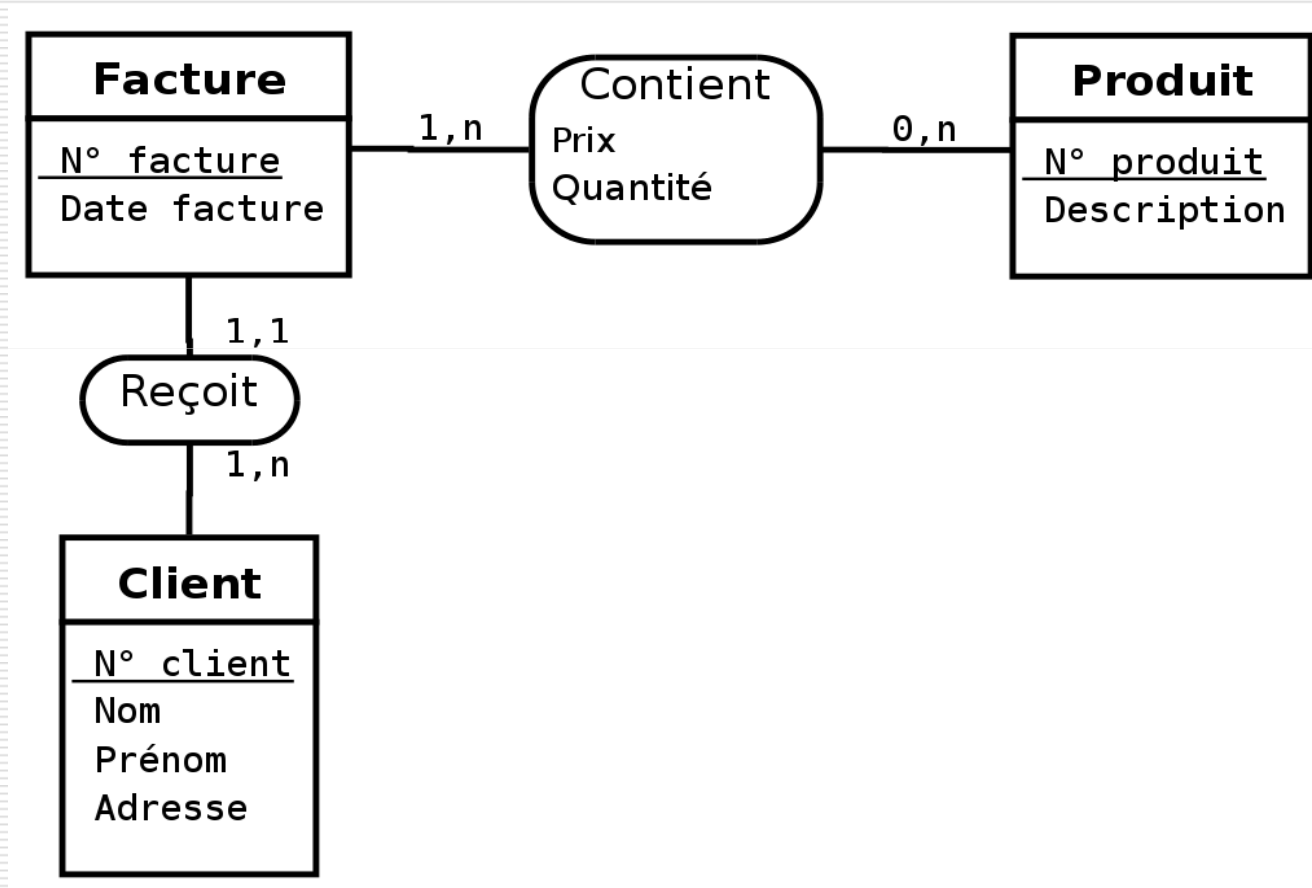 Facture
N° facture
Date facture
1,n
Contient
Prix
Quantité
0,n
Produit
N° produit
Description
1,1
Reçoit
1,n
Client
N° client
Nom
Prénom
Adresse